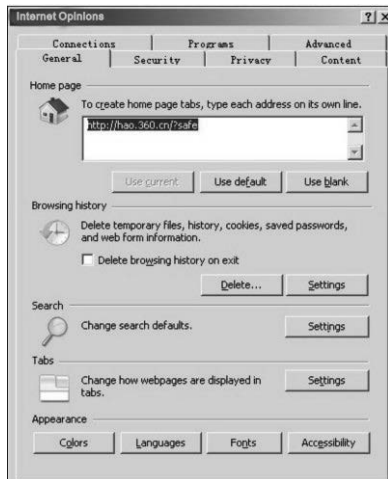 Internet Opinions
Connections Programs Advanced
General Security Privacy Content
Home page
To create home page tabs, type each address on its own line.
http://hao.360.cn/?safe
Use current Use default Use blank
Browsing history
Delete temporary files, history, cookies, saved passwords,
and web form information.
Delete browsing history on exit
Delete... Settings
Search
Change search defaults. Settings
Tabs
Change how webpages are displayed in Settings
tabs.
Appearance
Colors Languages Fonts Accessibility